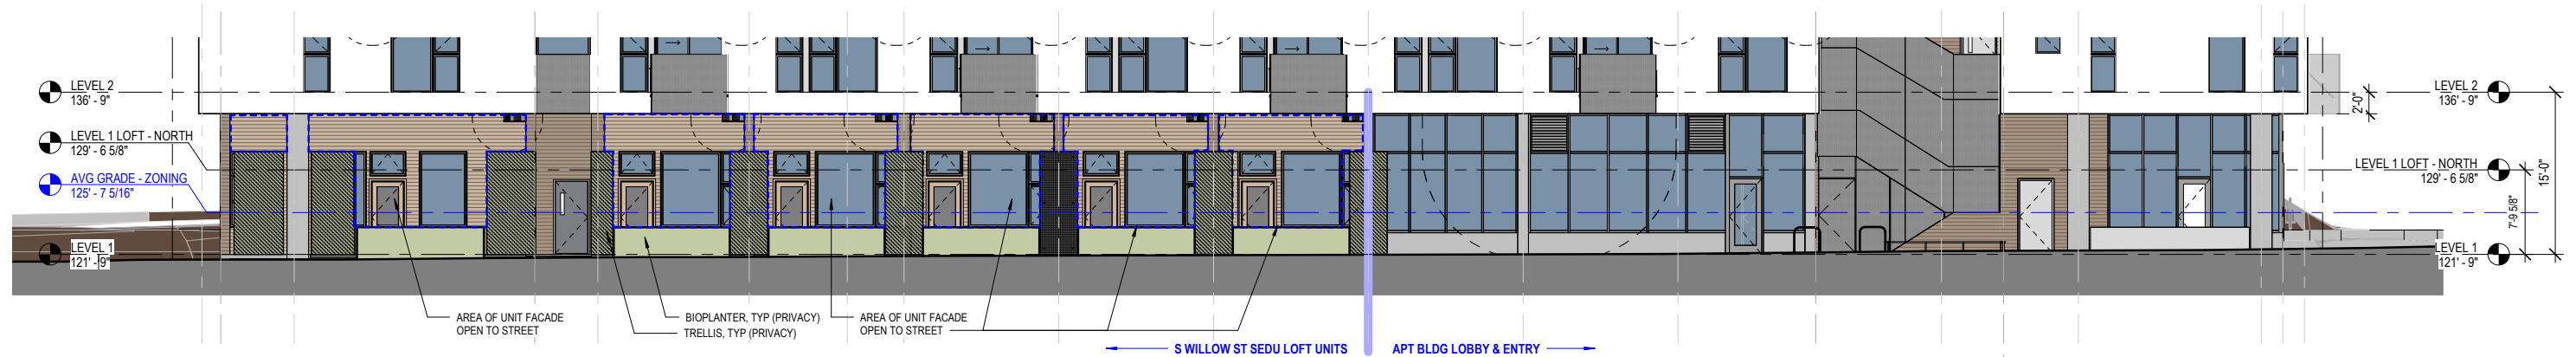 LEVEL 2
136' - 9"
LEVEL 1 LOFT - NORTH
129' - 6 5/8"
AVG GRADE - ZONING
125' - 7 5/16"
LEVEL 1
121' - 9"
LEVEL 2
136' - 9"
2'-0"
LEVEL 1 LOFT - NORTH
129' - 6 5/8"
15'-0"
7'-9 5/8"
LEVEL 1
121' - 9"
AREA OF UNIT FACADE
OPEN TO STREET
BIOPLANTER, TYP (PRIVACY)
TRELLIS, TYP (PRIVACY)
AREA OF UNIT FACADE
OPEN TO STREET
S WILLOW ST SEDU LOFT UNITS
APT BLDG LOBBY & ENTRY